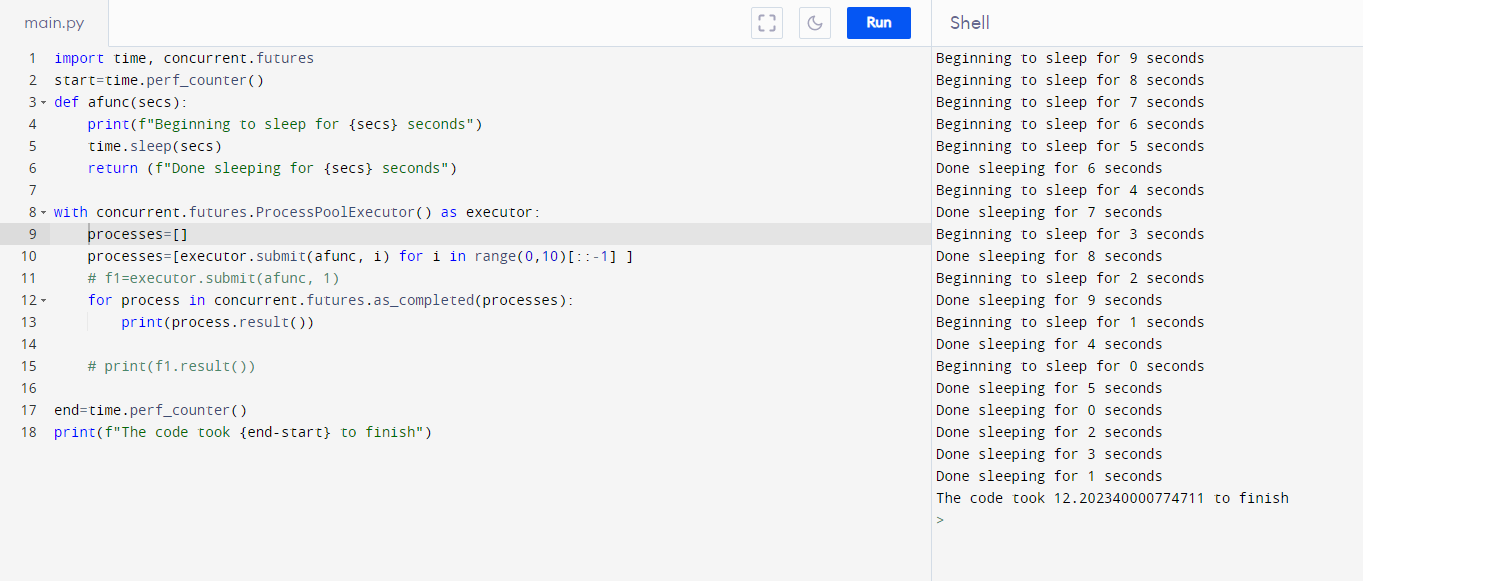 main.py
Run
1 import time, concurrent.futures
2 start=time.perf_counter()
3 def afunc(secs):
4     print(f"Beginning to sleep for {secs} seconds")
5     time.sleep(secs)
6     return (f"Done sleeping for {secs} seconds")
7
8 with concurrent.futures.ProcessPoolExecutor() as executor:
9     processes=[]
10     processes=[executor.submit(afunc, i) for i in range(0,10)[::-1] ]
11     # f1=executor.submit(afunc, 1)
12     for process in concurrent.futures.as_completed(processes):
13         print(process.result())
14
15     # print(f1.result())
16
17 end=time.perf_counter()
18 print(f"The code took {end-start} to finish")
Shell
Beginning to sleep for 9 seconds
Beginning to sleep for 8 seconds
Beginning to sleep for 7 seconds
Beginning to sleep for 6 seconds
Beginning to sleep for 5 seconds
Done sleeping for 6 seconds
Beginning to sleep for 4 seconds
Done sleeping for 7 seconds
Beginning to sleep for 3 seconds
Done sleeping for 8 seconds
Beginning to sleep for 2 seconds
Done sleeping for 9 seconds
Beginning to sleep for 1 seconds
Done sleeping for 4 seconds
Beginning to sleep for 0 seconds
Done sleeping for 5 seconds
Done sleeping for 0 seconds
Done sleeping for 2 seconds
Done sleeping for 3 seconds
Done sleeping for 1 seconds
The code took 12.202340000774711 to finish
>